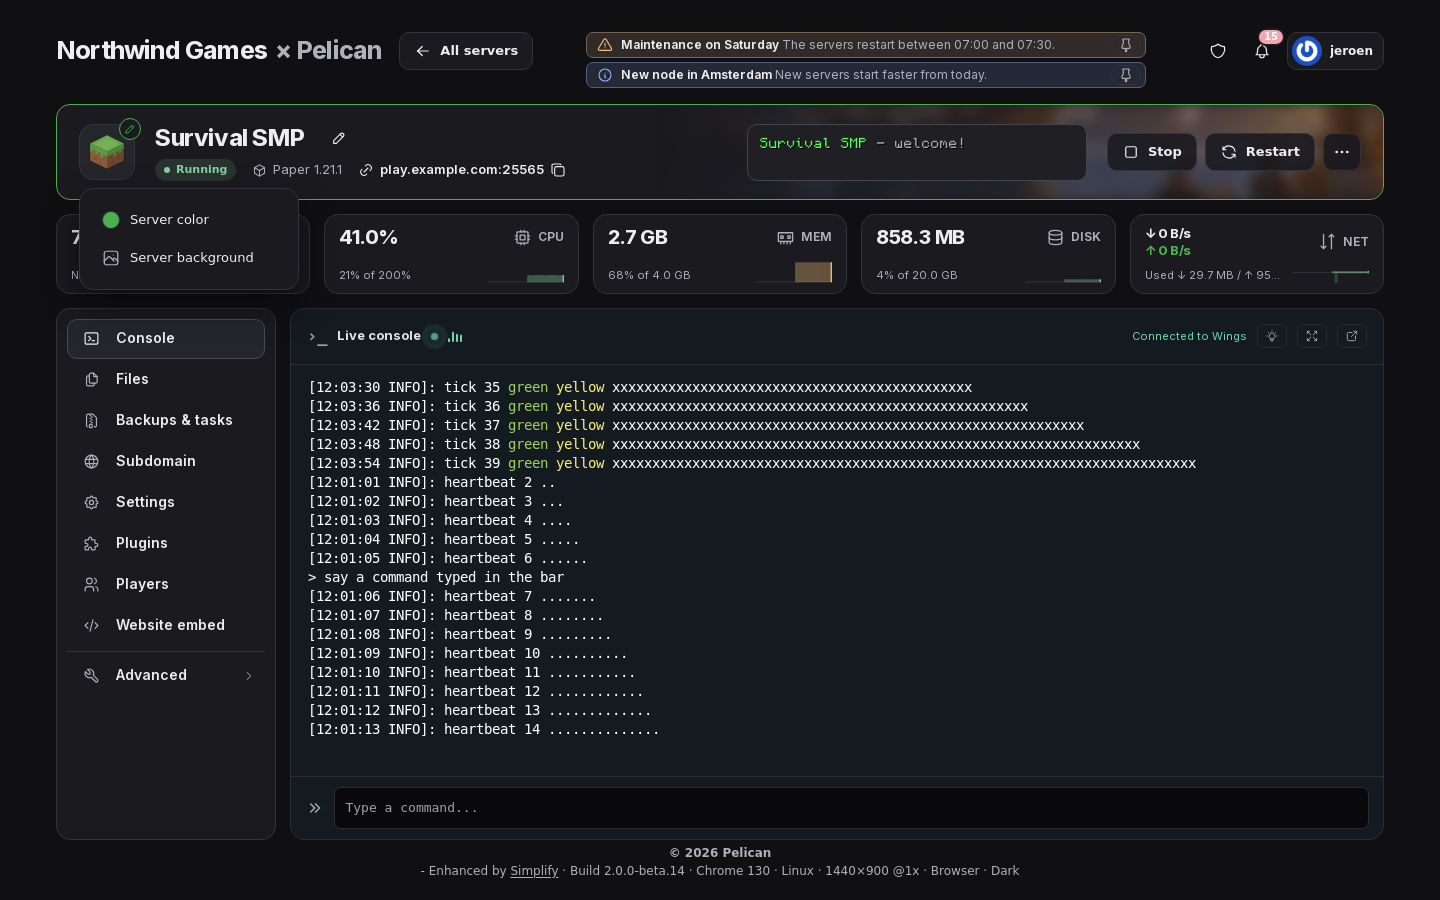 Northwind Games × Pelican
All servers
Maintenance on Saturday The servers restart between 07:00 and 07:30.
New node in Amsterdam New servers start faster from today.
15
jeroen
Survival SMP
Running
Paper 1.21.1
play.example.com:25565
Survival SMP - welcome!
Stop
Restart
Server color
Server background
41.0%
CPU
21% of 200%
2.7 GB
MEM
68% of 4.0 GB
858.3 MB
DISK
4% of 20.0 GB
↓ 0 B/s
↑ 0 B/s
NET
Used ↓ 29.7 MB / ↑ 95...
Console
Files
Backups & tasks
Subdomain
Settings
Plugins
Players
Website embed
Advanced
Live console
Connected to Wings
[12:03:30 INFO]: tick 35 green yellow xxxxxxxxxxxxxxxxxxxxxxxxxxxxxxxxxxxxxxxxxxxxx
[12:03:36 INFO]: tick 36 green yellow xxxxxxxxxxxxxxxxxxxxxxxxxxxxxxxxxxxxxxxxxxxxxxxxxxxx
[12:03:42 INFO]: tick 37 green yellow xxxxxxxxxxxxxxxxxxxxxxxxxxxxxxxxxxxxxxxxxxxxxxxxxxxxxxxxxxx
[12:03:48 INFO]: tick 38 green yellow xxxxxxxxxxxxxxxxxxxxxxxxxxxxxxxxxxxxxxxxxxxxxxxxxxxxxxxxxxxxxxxxxx
[12:03:54 INFO]: tick 39 green yellow xxxxxxxxxxxxxxxxxxxxxxxxxxxxxxxxxxxxxxxxxxxxxxxxxxxxxxxxxxxxxxxxxxxxxxxxx
[12:01:01 INFO]: heartbeat 2 ..
[12:01:02 INFO]: heartbeat 3 ...
[12:01:03 INFO]: heartbeat 4 ....
[12:01:04 INFO]: heartbeat 5 .....
[12:01:05 INFO]: heartbeat 6 ......
> say a command typed in the bar
[12:01:06 INFO]: heartbeat 7 .......
[12:01:07 INFO]: heartbeat 8 ........
[12:01:08 INFO]: heartbeat 9 .........
[12:01:09 INFO]: heartbeat 10 ..........
[12:01:10 INFO]: heartbeat 11 ...........
[12:01:11 INFO]: heartbeat 12 ............
[12:01:12 INFO]: heartbeat 13 .............
[12:01:13 INFO]: heartbeat 14 ..............
Type a command...
© 2026 Pelican
- Enhanced by Simplify · Build 2.0.0-beta.14 · Chrome 130 · Linux · 1440×900 @1x · Browser · Dark